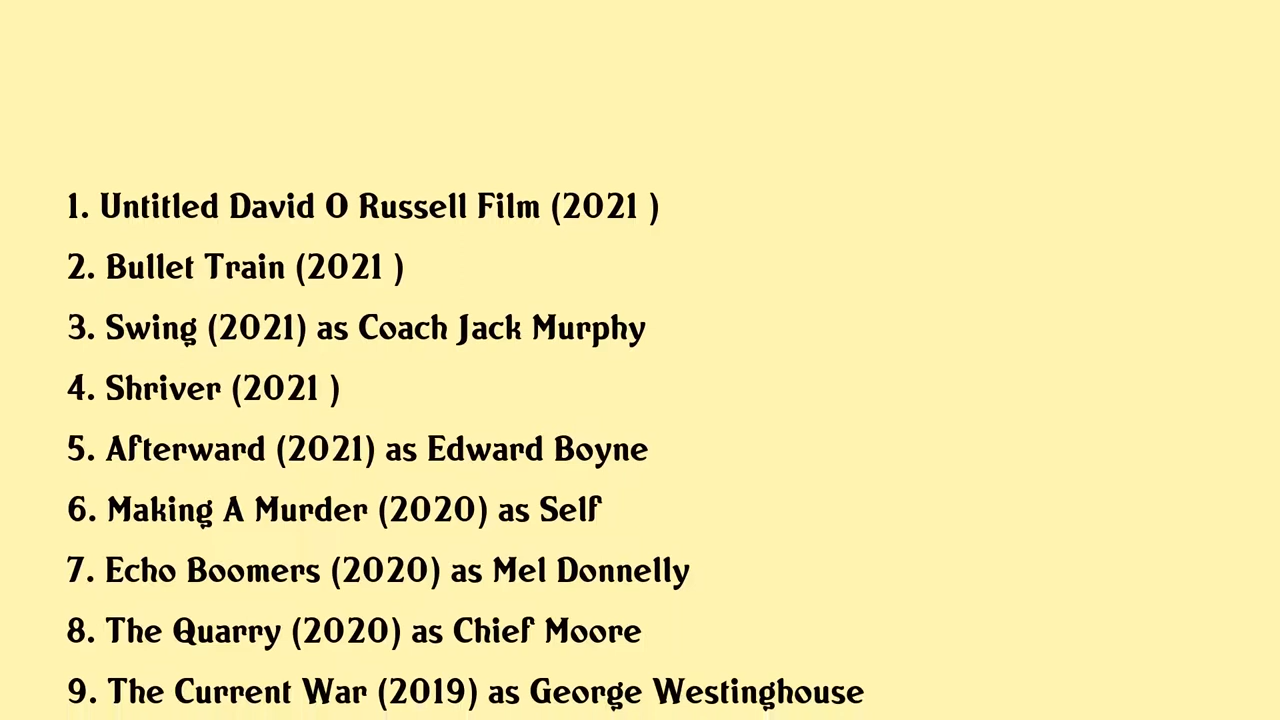 1. Untitled David O Russell Film (2021 )
2. Bullet Train (2021 )
3. Swing (2021) as Coach Jack Murphy
4. Shriver (2021 )
5. Afterward (2021) as Edward Boyne
6. Making A Murder (2020) as Self
7. Echo Boomers (2020) as Mel Donnelly
8. The Quarry (2020) as Chief Moore
9. The Current War (2019) as George Westinghouse